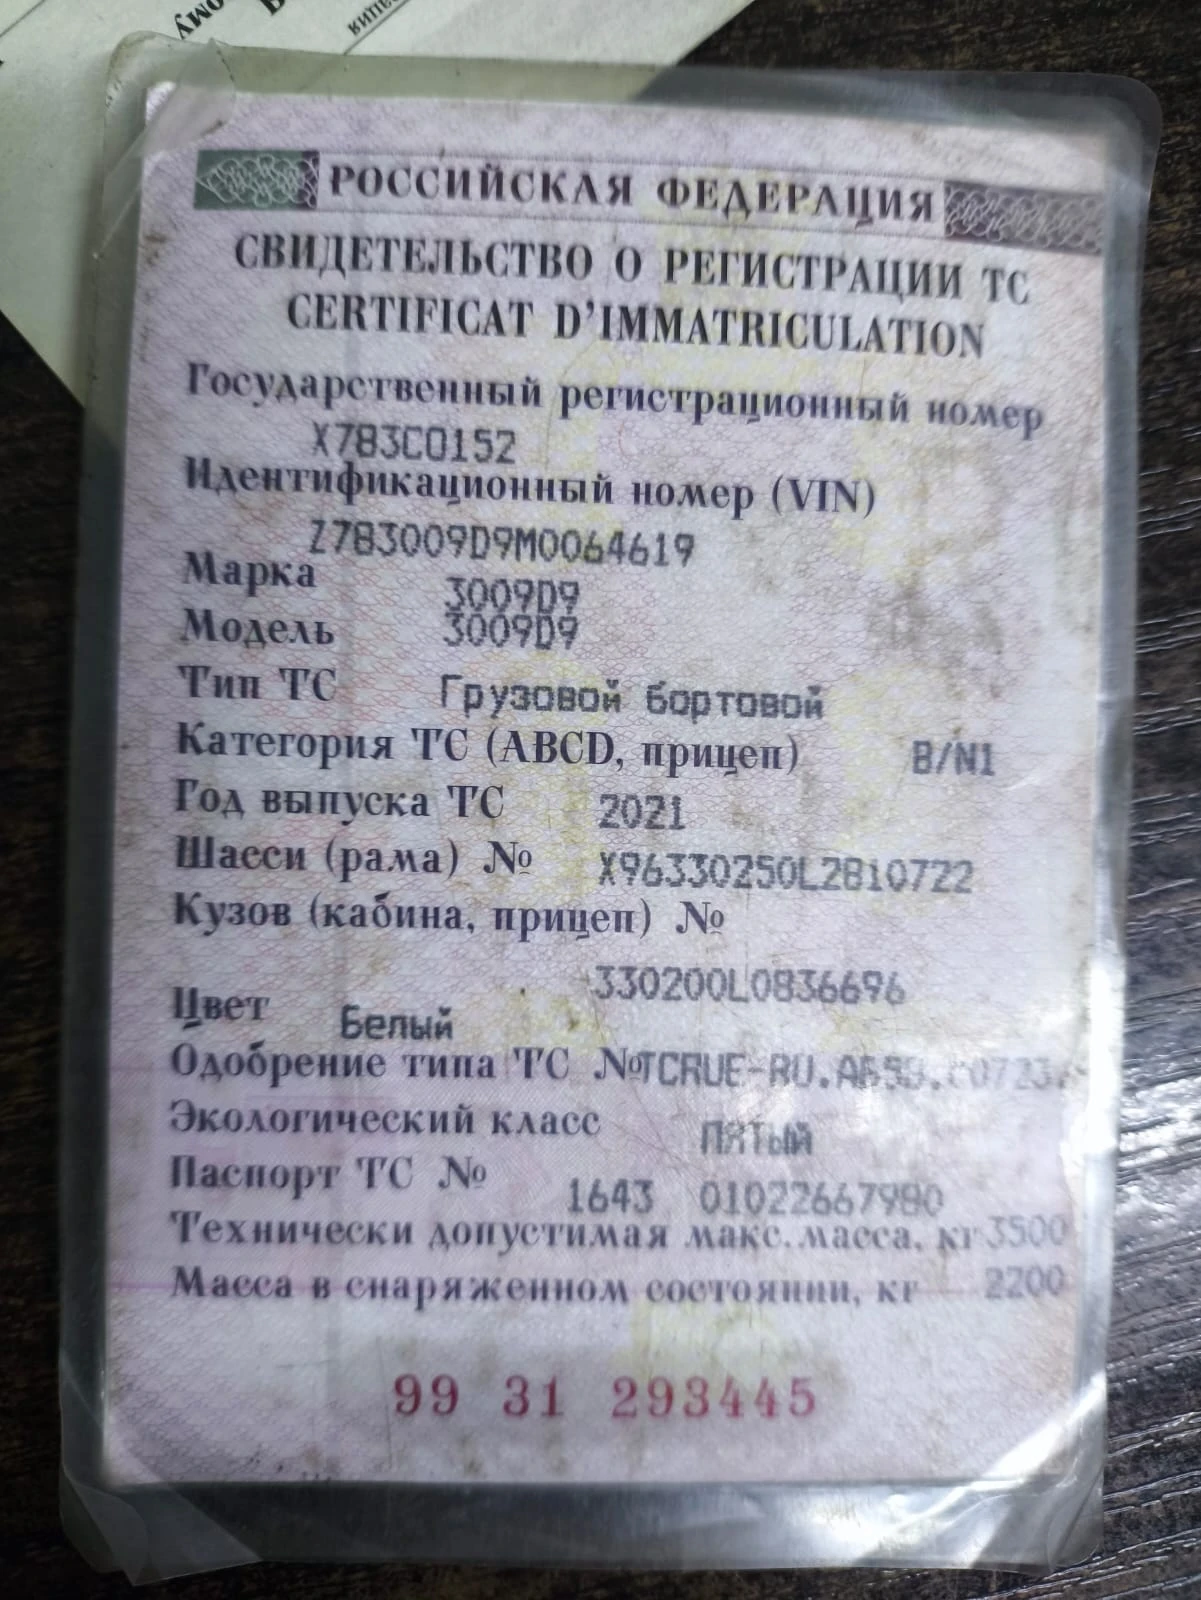 РОССИЙСКАЯ ФЕДЕРАЦИЯ
СВИДЕТЕЛЬСТВО О РЕГИСТРАЦИИ ТС
CERTIFICAT D'IMMATRICULATION
Государственный регистрационный номер
Х783СО152
Идентификационный номер (VIN)
Z783009D9M0064619
Марка 3009D9
Модель 3009D9
Тип ТС Грузовой бортовой
Категория ТС (ABCD, прицеп) B/N1
Год выпуска ТС 2021
Шасси (рама) № X96330250L2810722
Кузов (кабина, прицеп) №
330200L0836696
Цвет Белый
Одобрение типа ТС №
Экологический класс ПЯТЫЙ
Паспорт ТС № 1643 01022667980
Технически допустимая макс. масса, кг 3500
Масса в снаряженном состоянии, кг 2200
99 31 293445